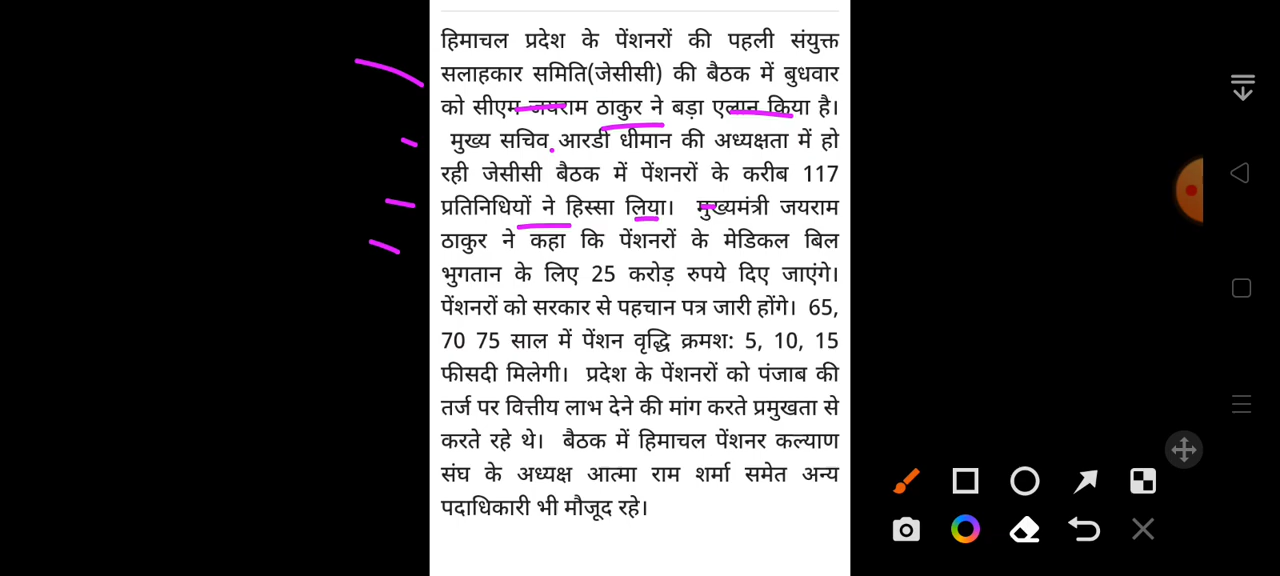 हिमाचल प्रदेश के पेंशनरों की पहली संयुक्त
सलाहकार समिति(जेसीसी) की बैठक में बुधवार
को सीएम जयराम ठाकुर ने बड़ा एलान किया है।
मुख्य सचिव आरडी धीमान की अध्यक्षता में हो
रही जेसीसी बैठक में पेंशनरों के करीब 117
प्रतिनिधियों ने हिस्सा लिया। मुख्यमंत्री जयराम
ठाकुर ने कहा कि पेंशनरों के मेडिकल बिल
भुगतान के लिए 25 करोड़ रुपये दिए जाएंगे।
पेंशनरों को सरकार से पहचान पत्र जारी होंगे। 65,
70 75 साल में पेंशन वृद्धि क्रमश: 5, 10, 15
फीसदी मिलेगी। प्रदेश के पेंशनरों को पंजाब की
तर्ज पर वित्तीय लाभ देने की मांग करते प्रमुखता से
करते रहे थे। बैठक में हिमाचल पेंशनर कल्याण
संघ के अध्यक्ष आत्मा राम शर्मा समेत अन्य
पदाधिकारी भी मौजूद रहे।